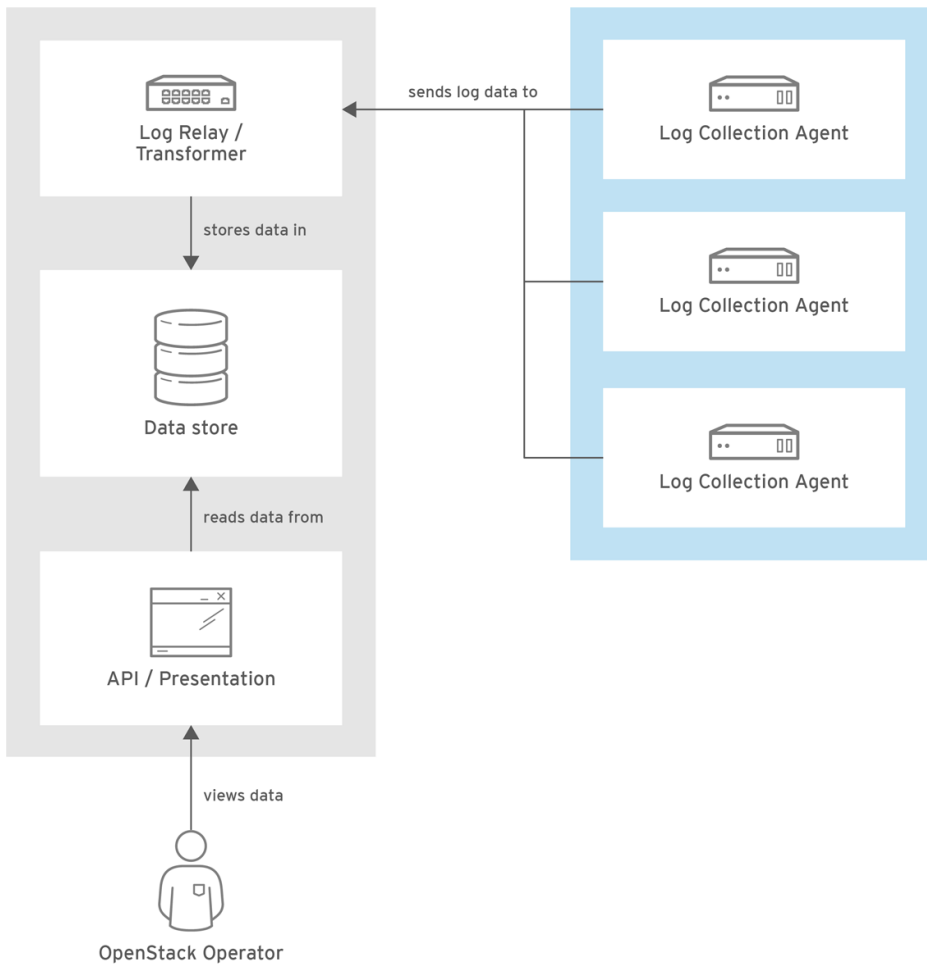 sends log data to
Log Relay /
Transformer
Log Collection Agent
stores data in
Log Collection Agent
Data store
Log Collection Agent
reads data from
API / Presentation
views data
OpenStack Operator